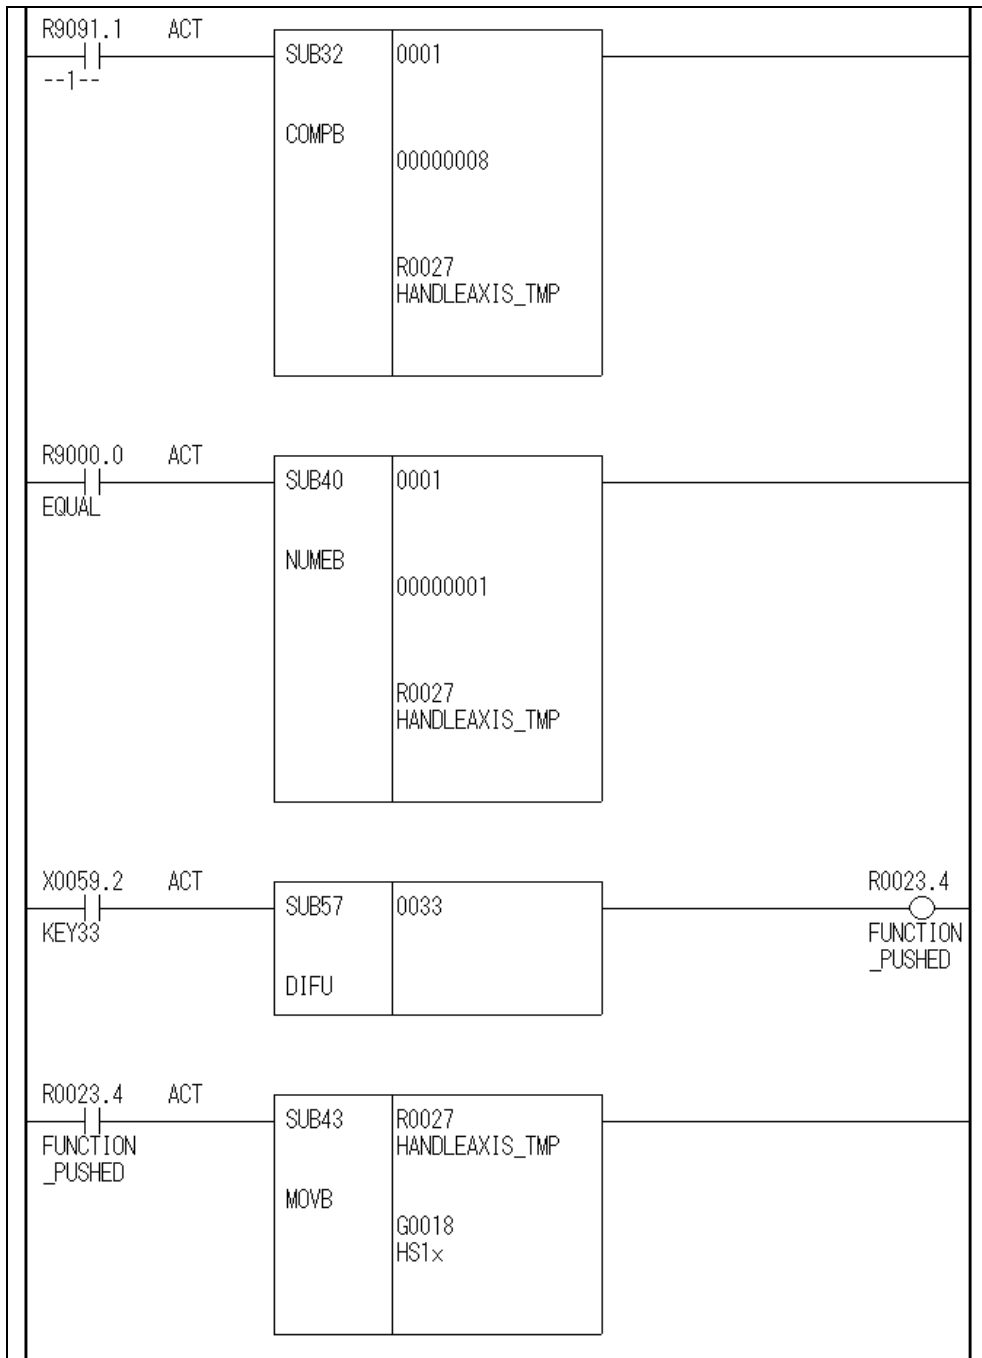 R9091.1 ACT
--1--
SUB32 0001
COMPB
00000008
R0027
HANDLEAXIS_TMP
R9000.0 ACT
EQUAL
SUB40 0001
NUMEB
00000001
R0027
HANDLEAXIS_TMP
X0059.2 ACT
KEY33
SUB57 0033
DIFU
R0023.4
FUNCTION
_PUSHED
R0023.4 ACT
FUNCTION
_PUSHED
SUB43 R0027
HANDLEAXIS_TMP
MOVB
G0018
HS1x